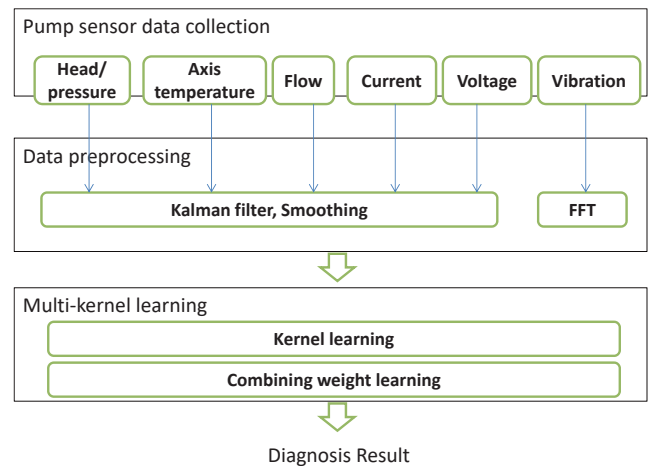 Pump sensor data collection
Head/
pressure
Axis
temperature
Flow
Current
Voltage
Vibration
Data preprocessing
Kalman filter, Smoothing
FFT
Multi-kernel learning
Kernel learning
Combining weight learning
Diagnosis Result